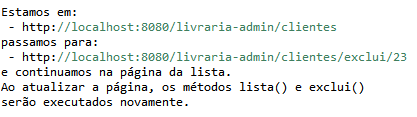 Estamos em:
- http://localhost:8080/livraria-admin/clientes
passamos para:
- http://localhost:8080/livraria-admin/clientes/exclui/23
e continuamos na página da lista.
Ao atualizar a página, os métodos lista() e exclui()
serão executados novamente.